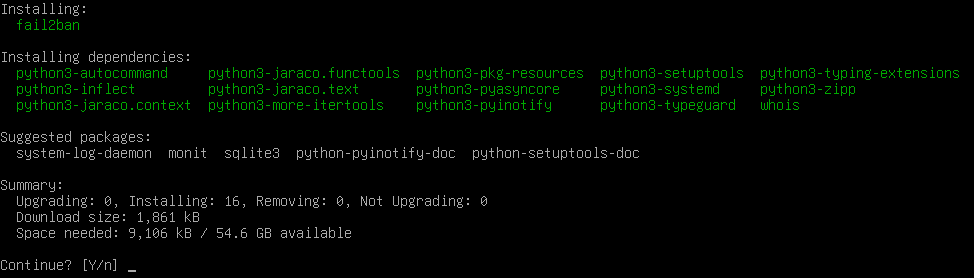 Installing:
fail2ban
Installing dependencies:
python3-autocommand python3-jaraco.functools python3-pkg-resources python3-setuptools python3-typing-extensions
python3-inflect python3-jaraco.text python3-pyasyncore python3-systemd python3-zipp
python3-jaraco.context python3-more-itertools python3-pyinotify python3-typeguard whois
Suggested packages:
system-log-daemon monit sqlite3 python-pyinotify-doc python-setuptools-doc
Summary:
Upgrading: 0, Installing: 16, Removing: 0, Not Upgrading: 0
Download size: 1,861 kB
Space needed: 9,106 kB / 54.6 GB available
Continue? [Y/n] _